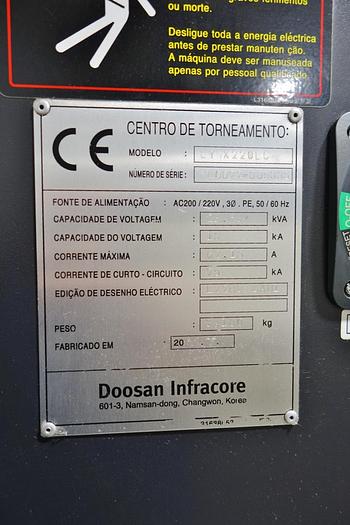 ou morte.
Desligue toda a energia eléctrica
antes de prestar manuten ção.
A máquina deve ser manuseada
apenas por pessoal qualificado.
CE CENTRO DE TORNEAMENTO:
MODELO :
NÚMERO DE SÉRIE :
FONTE DE ALIMENTAÇÃO : AC200 / 220V , 3Ø . PE, 50 / 60 Hz
CAPACIDADE DE VOLTAGEM : kVA
CAPACIDADE DO VOLTAGEM : kA
CORRENTE MÁXIMA : A
CORRENTE DE CURTO - CIRCUITO : kA
EDIÇÃO DE DESENHO ELÉCTRICO :
PESO : kg
FABRICADO EM : 20
Doosan Infracore
601-3, Namsan-dong, Changwon, Korea